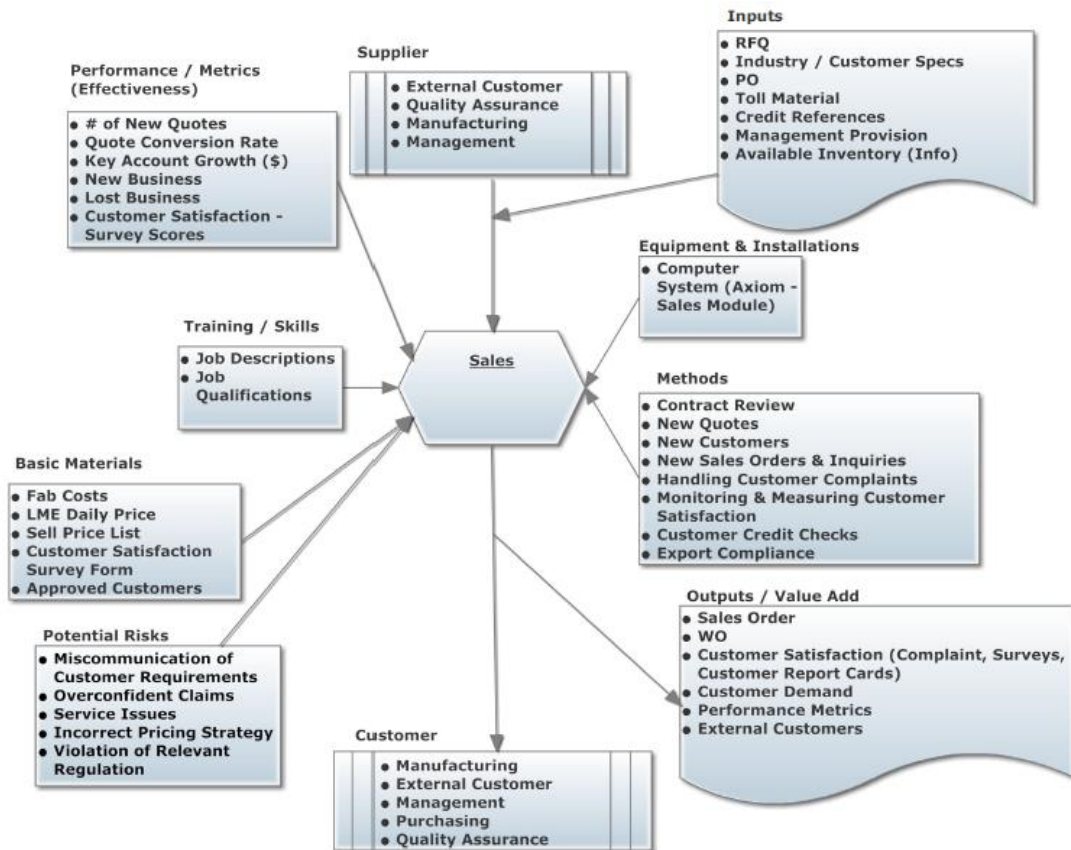 Inputs
• RFQ
• Industry / Customer Specs
• PO
• Toll Material
• Credit References
• Management Provision
• Available Inventory (Info)
Supplier
• External Customer
• Quality Assurance
• Manufacturing
• Management
Performance / Metrics
(Effectiveness)
• # of New Quotes
• Quote Conversion Rate
• Key Account Growth ($)
• New Business
• Lost Business
• Customer Satisfaction -
Survey Scores
Equipment & Installations
• Computer
System (Axiom -
Sales Module)
Training / Skills
• Job Descriptions
• Job
Qualifications
Sales
Methods
• Contract Review
• New Quotes
• New Customers
• New Sales Orders & Inquiries
• Handling Customer Complaints
• Monitoring & Measuring Customer
Satisfaction
• Customer Credit Checks
• Export Compliance
Basic Materials
• Fab Costs
• LME Daily Price
• Sell Price List
• Customer Satisfaction
Survey Form
• Approved Customers
Potential Risks
• Miscommunication of
Customer Requirements
• Overconfident Claims
• Service Issues
• Incorrect Pricing Strategy
• Violation of Relevant
Regulation
Outputs / Value Add
• Sales Order
• WO
• Customer Satisfaction (Complaint, Surveys,
Customer Report Cards)
• Customer Demand
• Performance Metrics
• External Customers
Customer
• Manufacturing
• External Customer
• Management
• Purchasing
• Quality Assurance